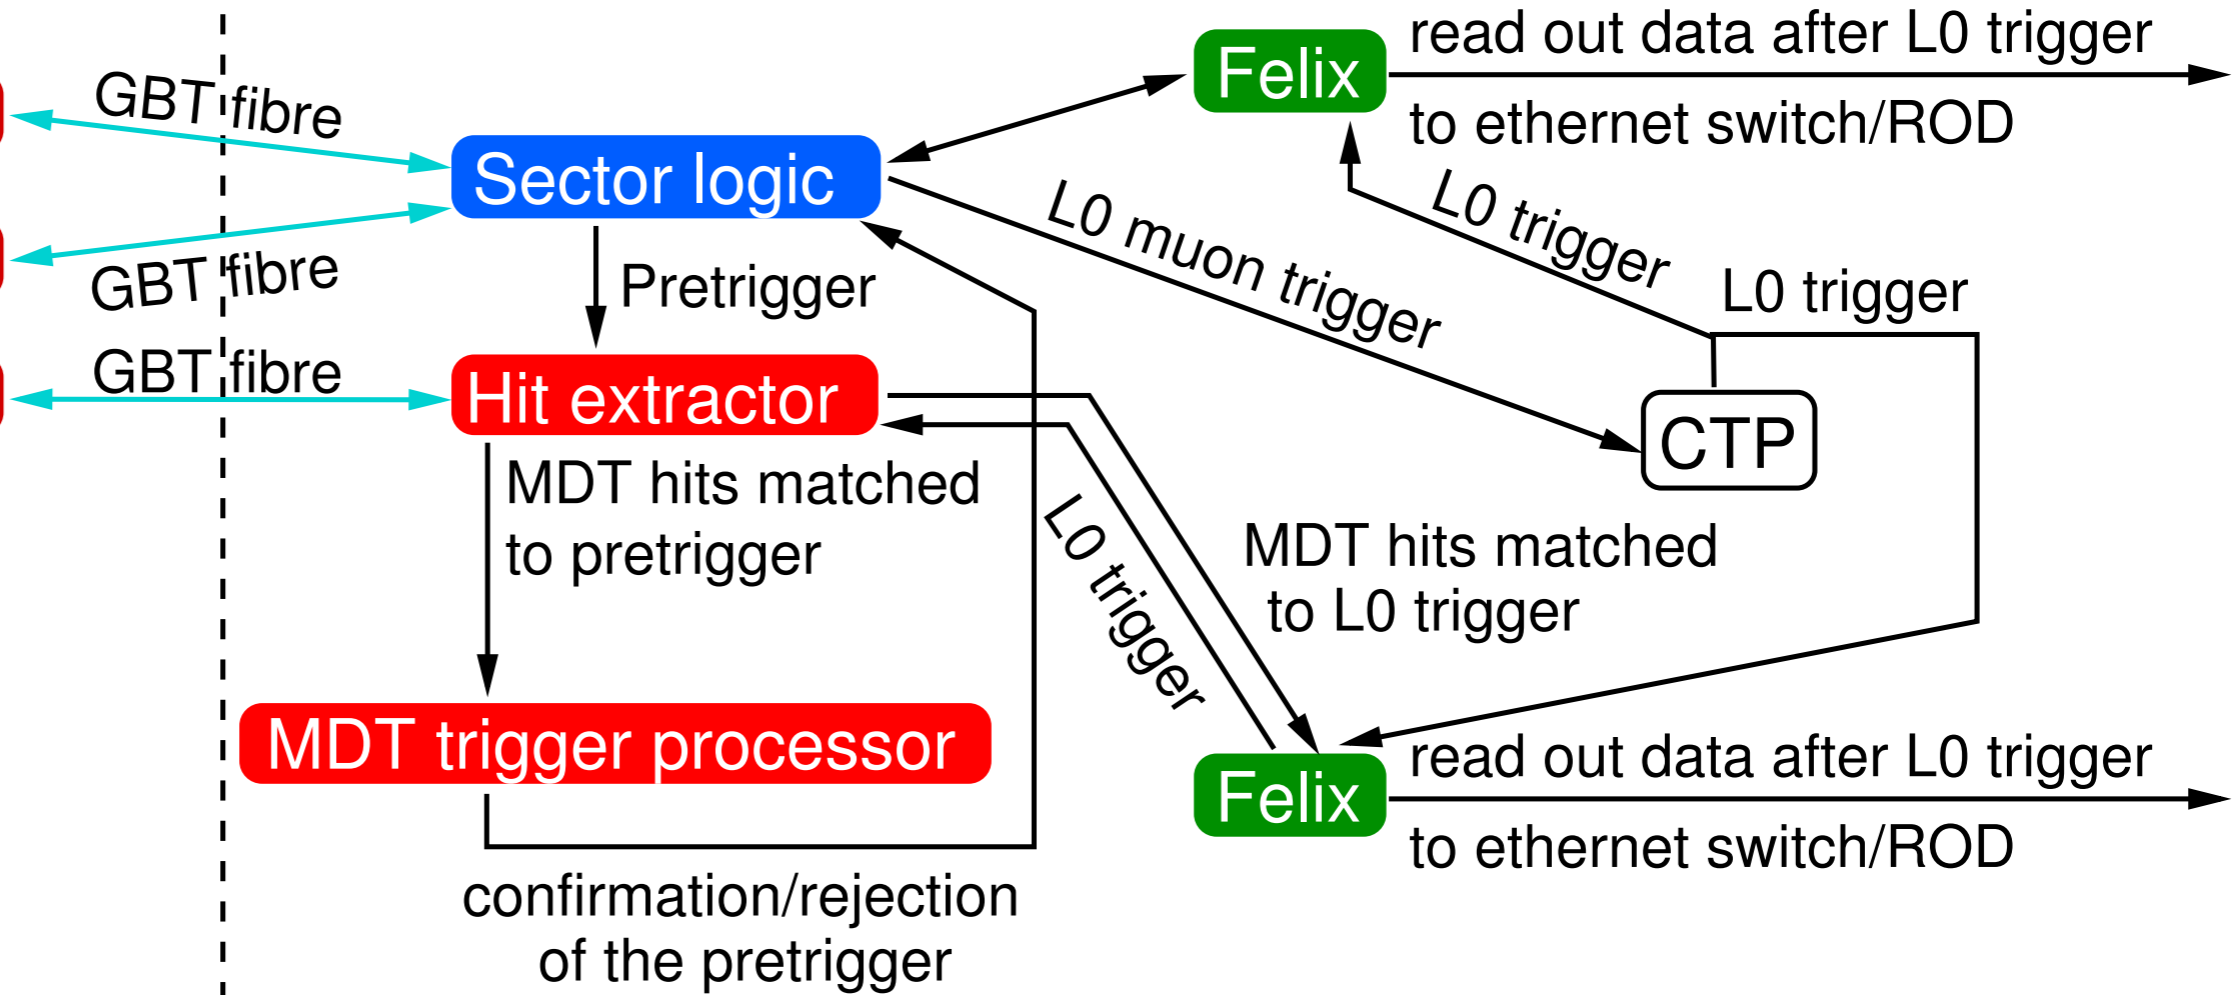 read out data after L0 trigger
Felix
to ethernet switch/ROD
GBT fibre
Sector logic
L0 muon trigger
L0 trigger
L0 trigger
GBT fibre
Pretrigger
GBT fibre
Hit extractor
CTP
MDT hits matched
to pretrigger
L0 trigger
MDT hits matched
to L0 trigger
MDT trigger processor
read out data after L0 trigger
Felix
to ethernet switch/ROD
confirmation/rejection
of the pretrigger